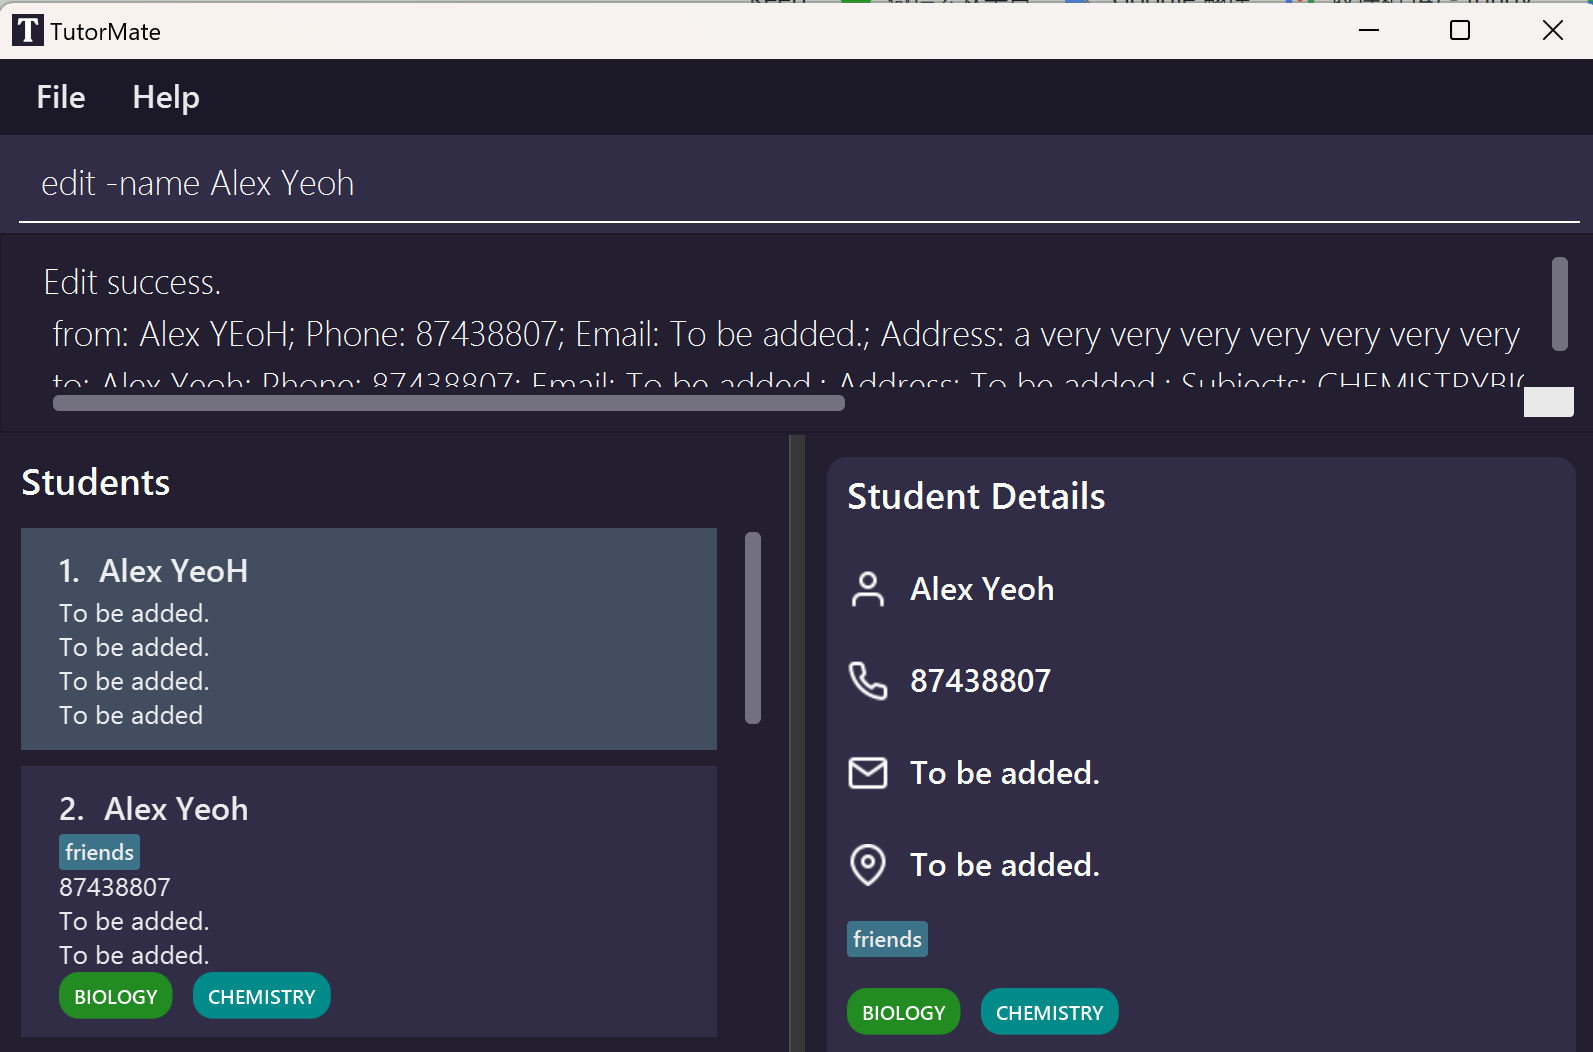 T TutorMate
File Help
edit -name Alex Yeoh
Edit success.
from: Alex YEoH; Phone: 87438807; Email: To be added.; Address: a very very very very very very very
to: Alex Yeoh; Phone: 87438807; Email: To be added.; Address: To be added.; Subjects: CHEMISTRYBIO
Students
1. Alex YeoH
To be added.
To be added.
To be added.
To be added
2. Alex Yeoh
friends
87438807
To be added.
To be added.
BIOLOGY CHEMISTRY
Student Details
Alex Yeoh
87438807
To be added.
To be added.
friends
BIOLOGY CHEMISTRY